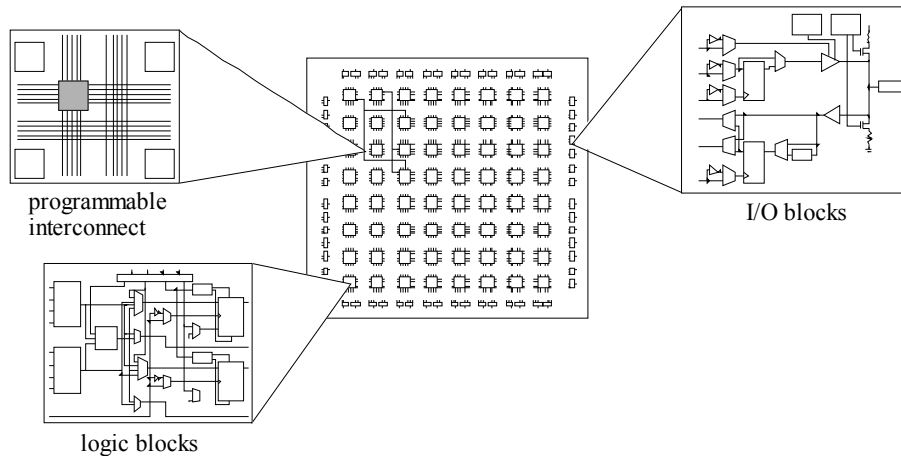 programmable
interconnect
I/O blocks
logic blocks